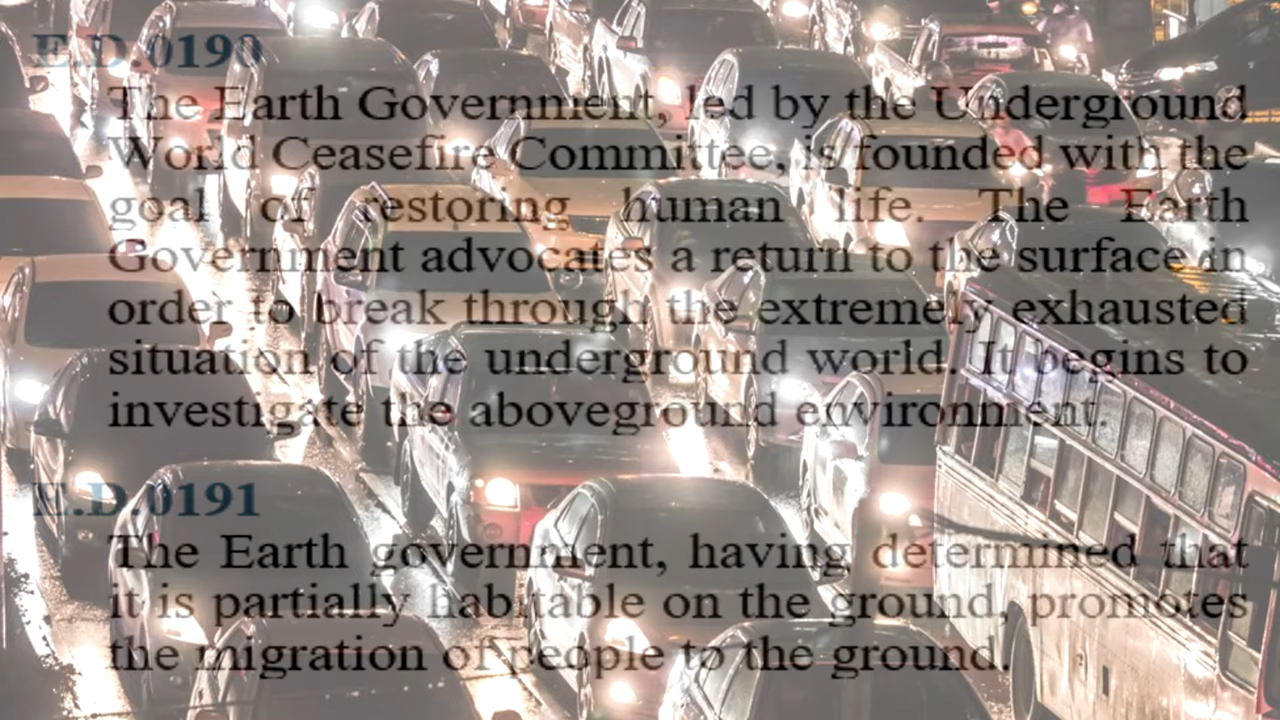 E.D.0190
The Earth Government, led by the Underground
World Ceasefire Committee, is founded with the
goal of restoring human life. The Earth
Government advocates a return to the surface in
order to break through the extremely exhausted
situation of the underground world. It begins to
investigate the aboveground environment.
E.D.0191
The Earth government, having determined that
it is partially habitable on the ground, promotes
the migration of people to the ground.